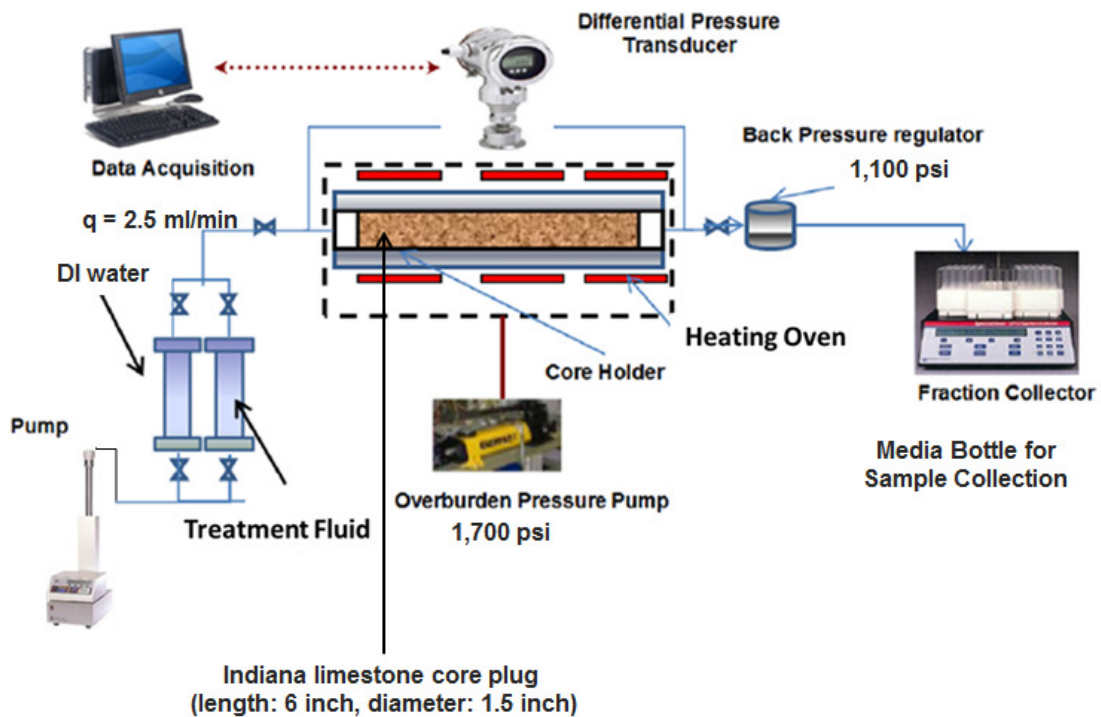 Differential Pressure
Transducer
Data Acquisition
Back Pressure regulator
1,100 psi
q = 2.5 ml/min
DI water
Heating Oven
Core Holder
Fraction Collector
Pump
Media Bottle for
Sample Collection
Overburden Pressure Pump
1,700 psi
Treatment Fluid
Indiana limestone core plug
(length: 6 inch, diameter: 1.5 inch)